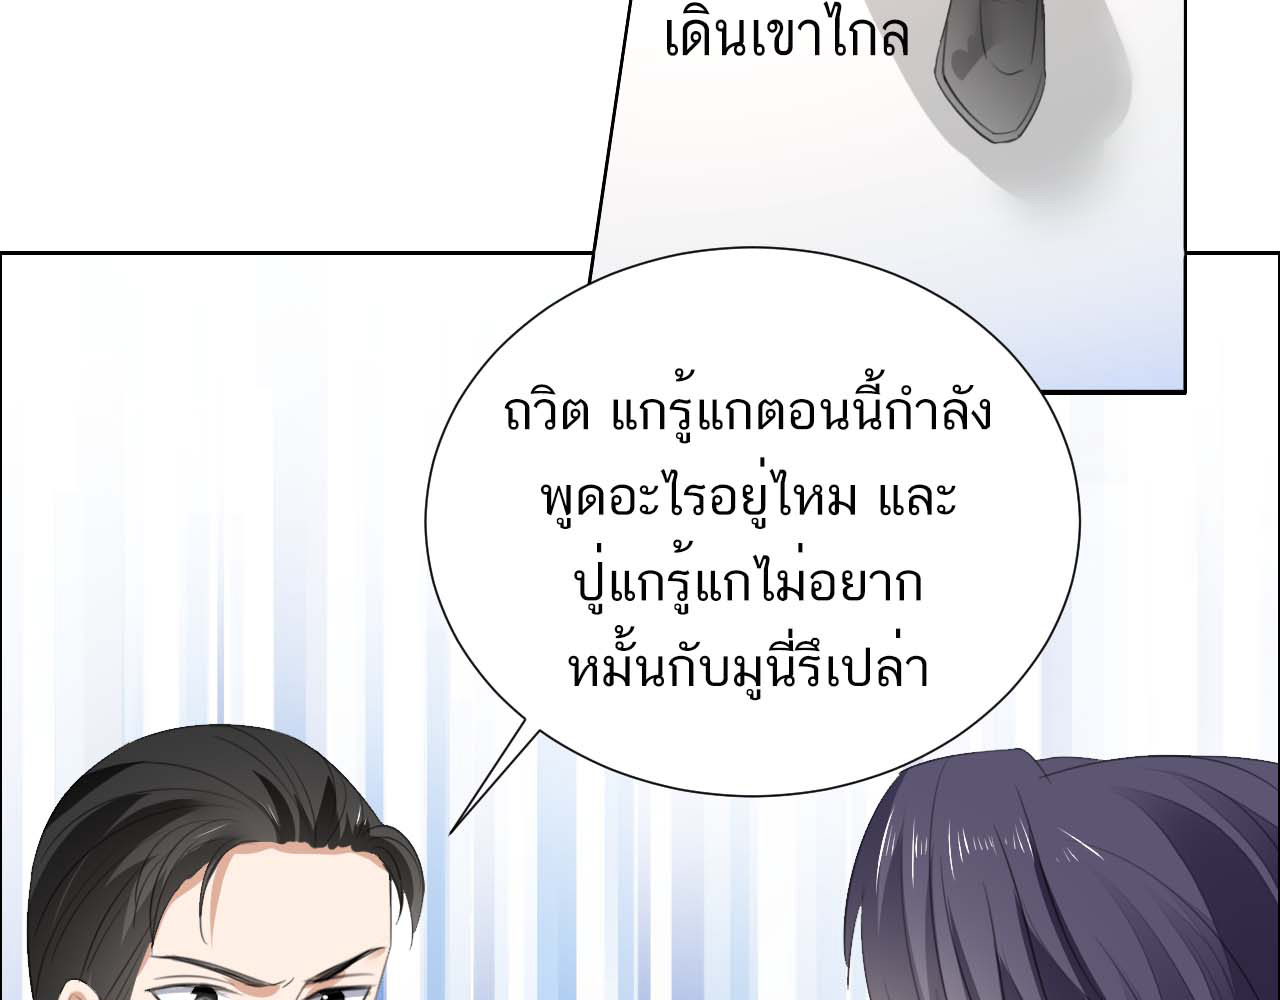 เดินเขาไกล
ถวิต แกรู้แกตอนนี้กำลัง
พูดอะไรอยู่ไหม และ
ปู่แกรู้แกไม่อยาก
หมั้นกับมูนี่รึเปล่า